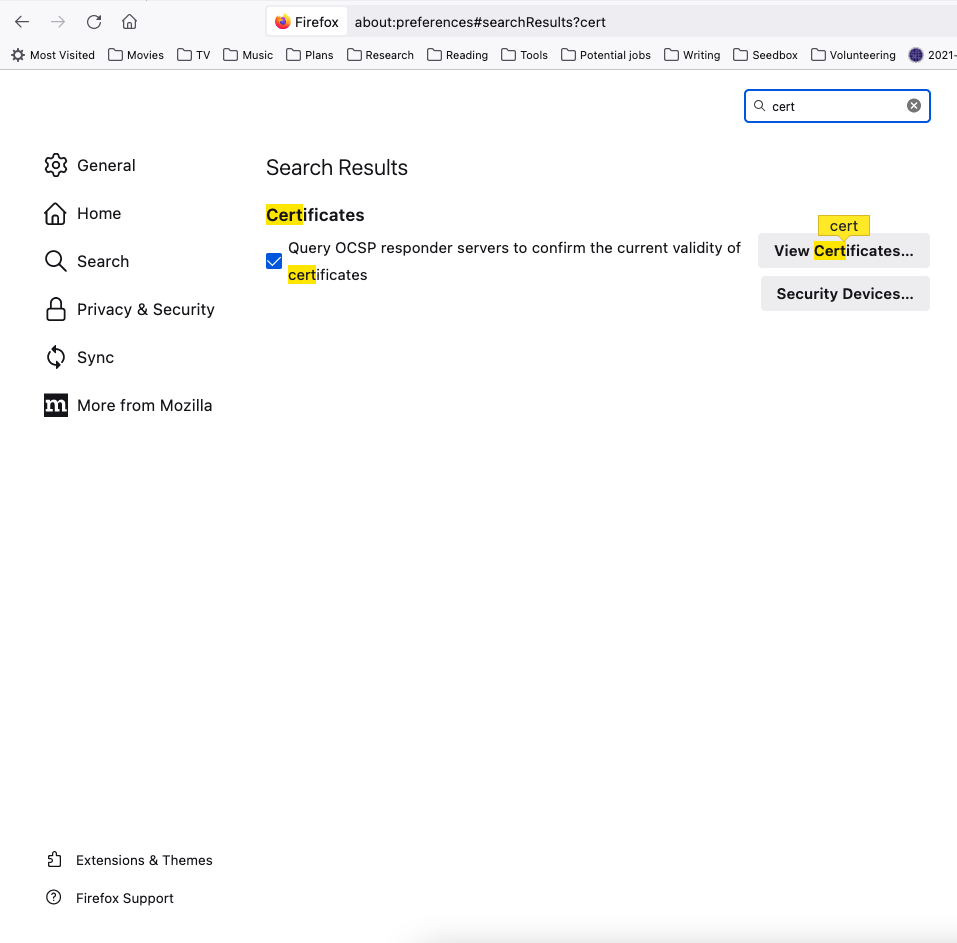 Firefox about:preferences#searchResults?cert
Most Visited Movies TV Music Plans Research Reading Tools Potential jobs Writing Seedbox Volunteering 2021-
cert
General
Home
Search
Privacy & Security
Sync
m More from Mozilla
Search Results
Certificates
Query OCSP responder servers to confirm the current validity of
certificates
cert
View Certificates...
Security Devices...
Extensions & Themes
Firefox Support